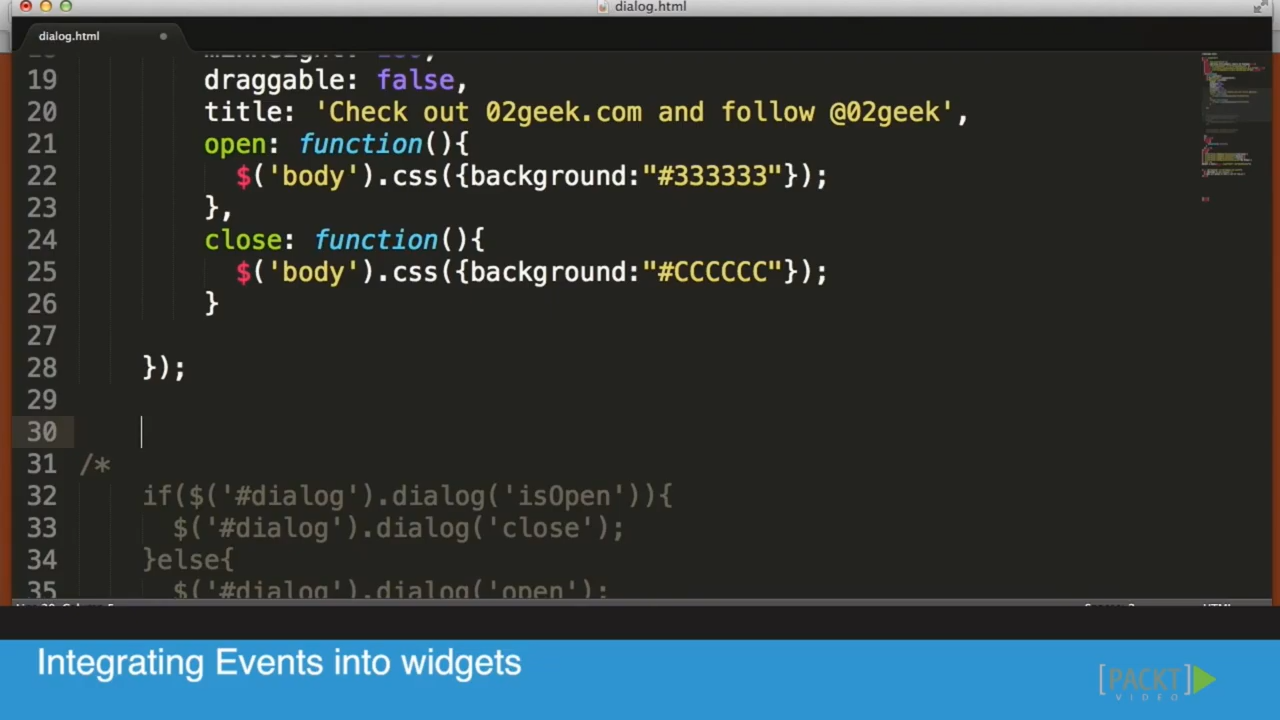 dialog.html
dialog.html
19 draggable: false,
20 title: 'Check out 02geek.com and follow @02geek',
21 open: function(){
22 $('body').css({background:"#333333"});
23 },
24 close: function(){
25 $('body').css({background:"#CCCCCC"});
26 }
27
28 });
29
30
31 /*
32 if($('#dialog').dialog('isOpen')){
33 $('#dialog').dialog('close');
34 }else{
35 $('#dialog').dialog('open');
Integrating Events into widgets
[PACKT]
VIDEO